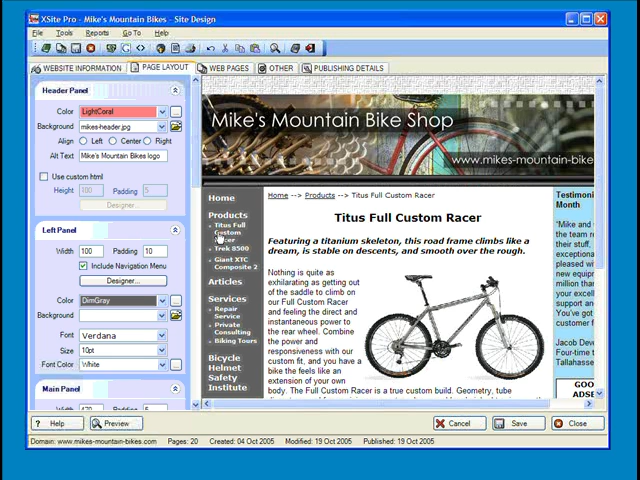 XSite Pro - Mike's Mountain Bikes - Site Design
File Tools Reports Go To Help
WEBSITE INFORMATION PAGE LAYOUT WEB PAGES OTHER PUBLISHING DETAILS
Header Panel
Color LightCoral
Background mikes-header.jpg
Align Left Center Right
Alt Text Mike's Mountain Bikes logo
Use custom html
Height 100 Padding 5
Designer...
Left Panel
Width 100 Padding 10
Include Navigation Menu
Designer...
Color DimGray
Background
Font Verdana
Size 10pt
Font Color White
Main Panel
Width 470 Padding 5
Mike's Mountain Bike Shop
www.mikes-mountain-bike
Home
Products
Titus Full
Custom
Racer
Trek 8500
Giant XTC
Composite 2
Articles
Services
Repair
Service
Private
Consulting
Biking Tours
Bicycle
Helmet
Safety
Institute
Home --> Products --> Titus Full Custom Racer
Titus Full Custom Racer
Featuring a titanium skeleton, this road frame climbs like a
dream, is stable on descents, and smooth over the rough.
Nothing is quite as
exhilarating as getting out
of the saddle to climb on
our Full Custom Racer
and feeling the direct and
instantaneous power to
the rear wheel. Combine
the power and
responsiveness with our
custom fit, and you have a
bike the feels like an
extension of your own
body. The Full Custom Racer is a true custom build. Geometry, tube
Testimoni
Month
"Mike and
the team r
their stuff,
exceptiona
pleased wi
new equip
million tha
your excell
support an
You've got
customer f
Jacob Dev
Four-time t
Tallahasse
GOO
ADSE
Help Preview Cancel Save Close
Domain: www.mikes-mountain-bikes.com Pages: 20 Created: 04 Oct 2005 Modified: 19 Oct 2005 Published: 19 Oct 2005